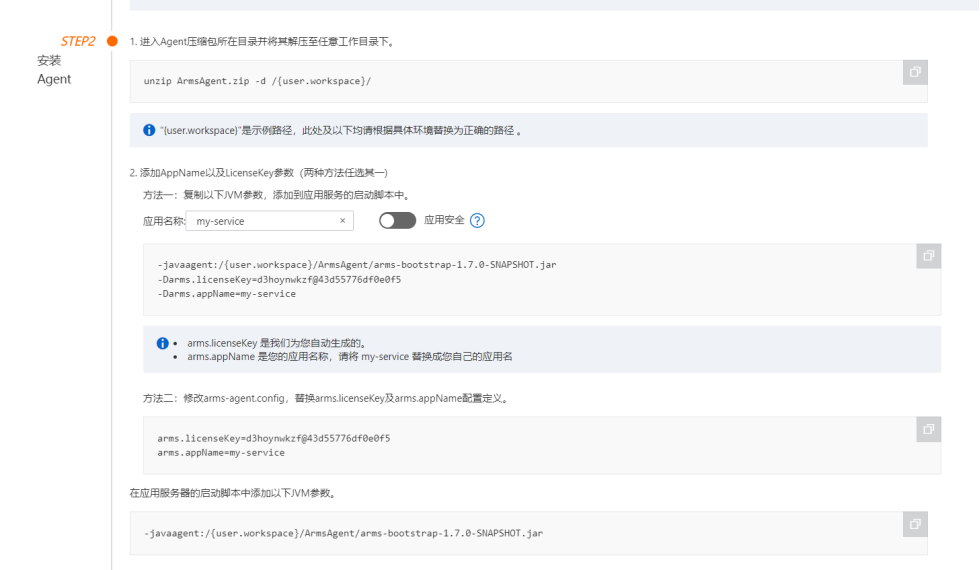 STEP2
安装
Agent
1. 进入Agent压缩包所在目录并将其解压至任意工作目录下。
unzip ArmsAgent.zip -d /{user.workspace}/
"{user.workspace}"是示例路径，此处及以下均请根据具体环境替换为正确的路径 。
2. 添加AppName以及LicenseKey参数（两种方法任选其一）
方法一：复制以下JVM参数，添加到应用服务的启动脚本中。
应用名称: my-service × 应用安全 ?
-javaagent:/{user.workspace}/ArmsAgent/arms-bootstrap-1.7.0-SNAPSHOT.jar
-Darms.licenseKey=d3hoynwkzf@43d55776df0e0f5
-Darms.appName=my-service
• arms.licenseKey 是我们为您自动生成的。
• arms.appName 是您的应用名称，请将 my-service 替换成您自己的应用名
方法二：修改arms-agent.config，替换arms.licenseKey及arms.appName配置定义。
arms.licenseKey=d3hoynwkzf@43d55776df0e0f5
arms.appName=my-service
在应用服务器的启动脚本中添加以下JVM参数。
-javaagent:/{user.workspace}/ArmsAgent/arms-bootstrap-1.7.0-SNAPSHOT.jar